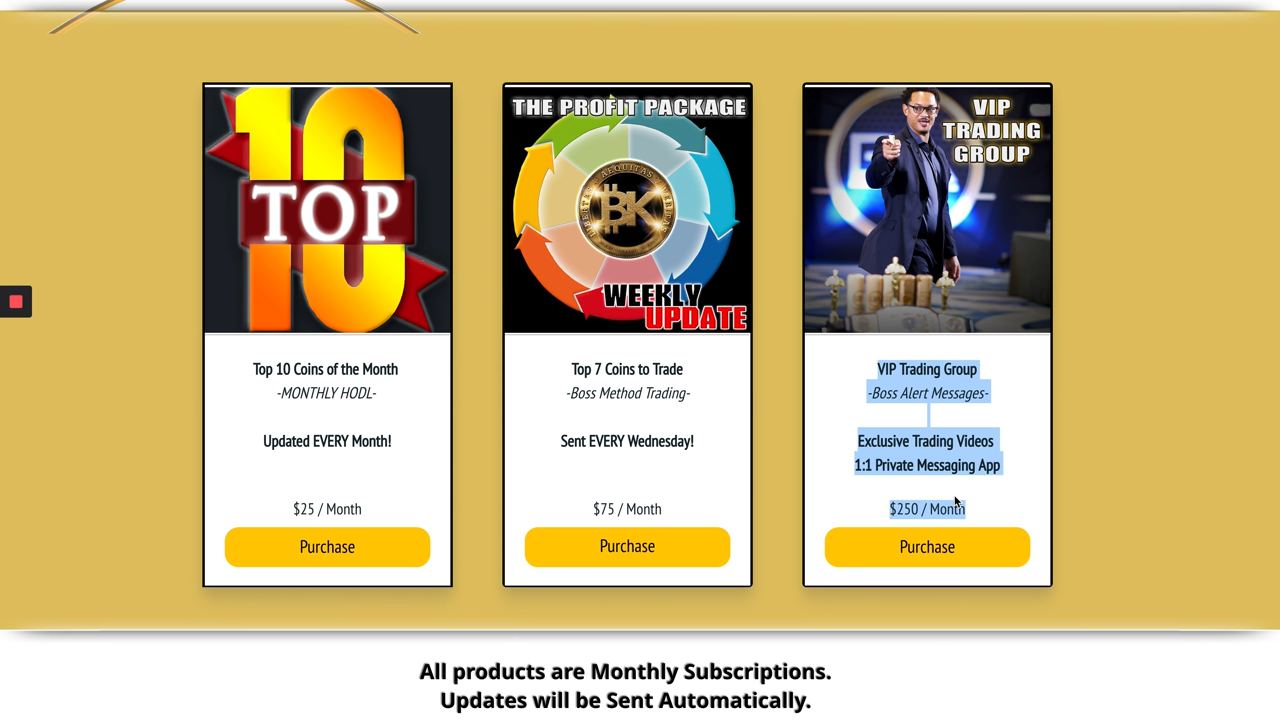 10
TOP
Top 10 Coins of the Month
-MONTHLY HODL-
Updated EVERY Month!
$25 / Month
Purchase
THE PROFIT PACKAGE
AEQUITAS
BK
WEEKLY
UPDATE
Top 7 Coins to Trade
-Boss Method Trading-
Sent EVERY Wednesday!
$75 / Month
Purchase
VIP
TRADING
GROUP
VIP Trading Group
-Boss Alert Messages-
Exclusive Trading Videos
1:1 Private Messaging App
$250 / Month
Purchase
All products are Monthly Subscriptions.
Updates will be Sent Automatically.